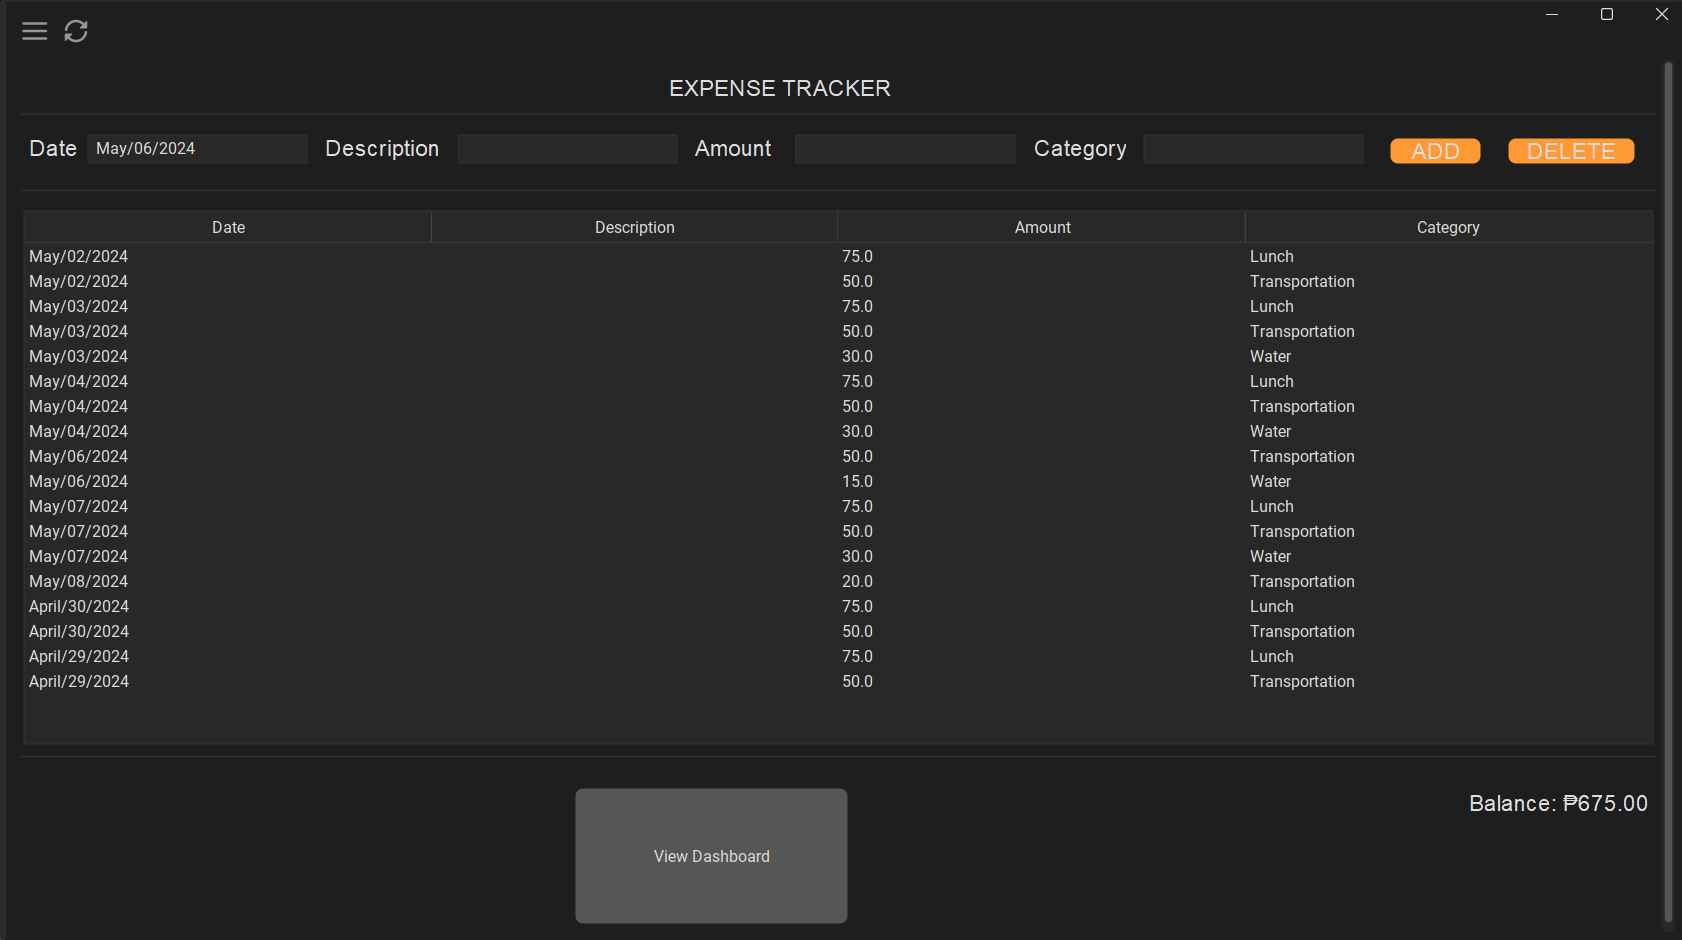 EXPENSE TRACKER
Date May/06/2024 Description Amount Category ADD DELETE
Date Description Amount Category
May/02/2024 75.0 Lunch
May/02/2024 50.0 Transportation
May/03/2024 75.0 Lunch
May/03/2024 50.0 Transportation
May/03/2024 30.0 Water
May/04/2024 75.0 Lunch
May/04/2024 50.0 Transportation
May/04/2024 30.0 Water
May/06/2024 50.0 Transportation
May/06/2024 15.0 Water
May/07/2024 75.0 Lunch
May/07/2024 50.0 Transportation
May/07/2024 30.0 Water
May/08/2024 20.0 Transportation
April/30/2024 75.0 Lunch
April/30/2024 50.0 Transportation
April/29/2024 75.0 Lunch
April/29/2024 50.0 Transportation
Balance: ₱675.00
View Dashboard